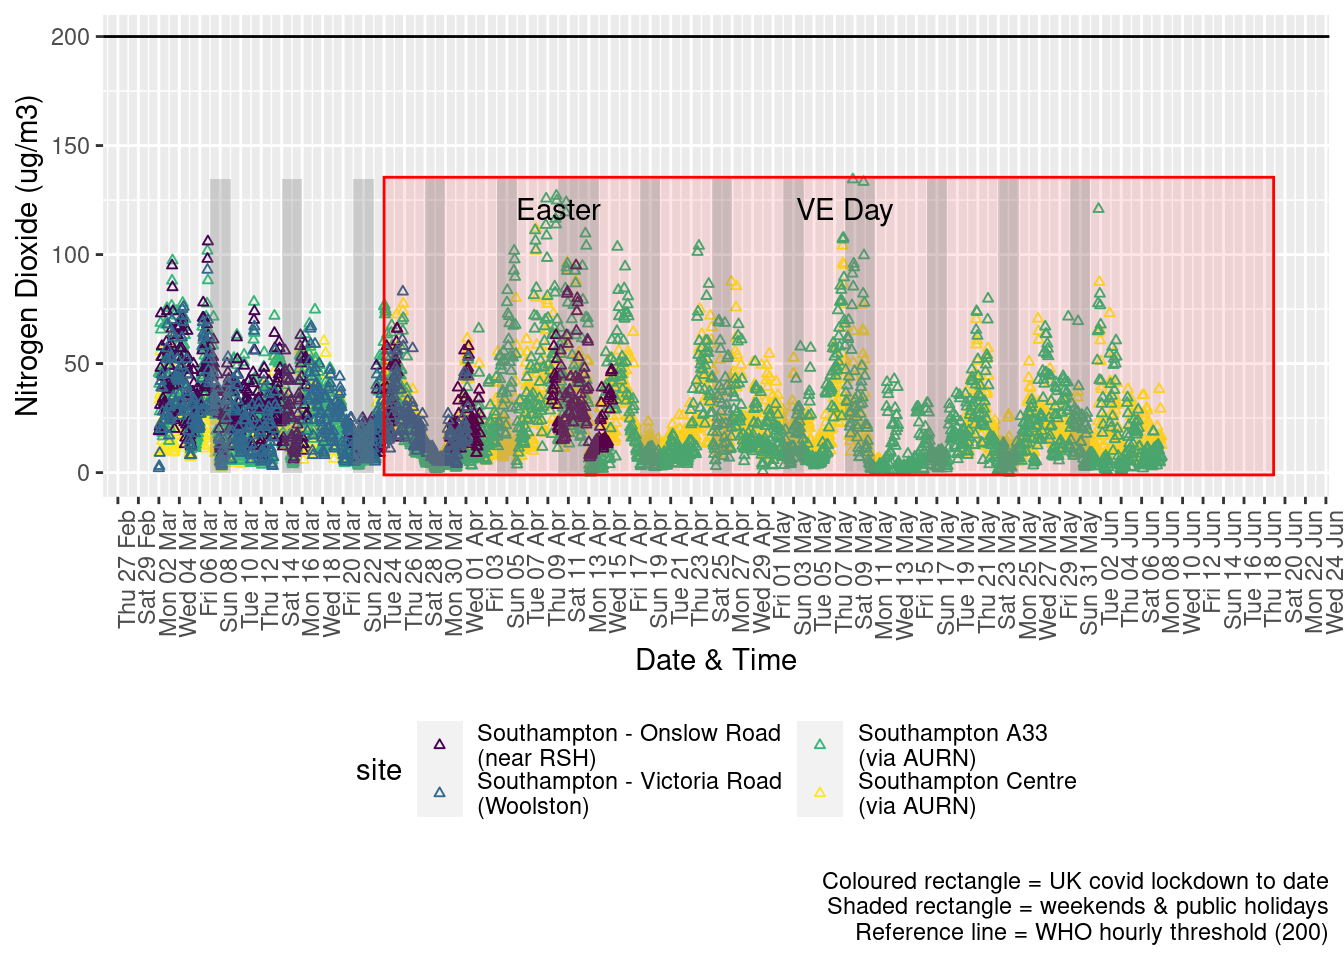 200
150
100
50
0
Nitrogen Dioxide (ug/m3)
Easter
VE Day
Thu 27 Feb
Sat 29 Feb
Mon 02 Mar
Wed 04 Mar
Fri 06 Mar
Sun 08 Mar
Tue 10 Mar
Thu 12 Mar
Sat 14 Mar
Mon 16 Mar
Wed 18 Mar
Fri 20 Mar
Sun 22 Mar
Tue 24 Mar
Thu 26 Mar
Sat 28 Mar
Mon 30 Mar
Wed 01 Apr
Fri 03 Apr
Sun 05 Apr
Tue 07 Apr
Thu 09 Apr
Sat 11 Apr
Mon 13 Apr
Wed 15 Apr
Fri 17 Apr
Sun 19 Apr
Tue 21 Apr
Thu 23 Apr
Sat 25 Apr
Mon 27 Apr
Wed 29 Apr
Fri 01 May
Sun 03 May
Tue 05 May
Thu 07 May
Sat 09 May
Mon 11 May
Wed 13 May
Fri 15 May
Sun 17 May
Tue 19 May
Thu 21 May
Sat 23 May
Mon 25 May
Wed 27 May
Fri 29 May
Sun 31 May
Tue 02 Jun
Thu 04 Jun
Sat 06 Jun
Mon 08 Jun
Wed 10 Jun
Fri 12 Jun
Sun 14 Jun
Tue 16 Jun
Thu 18 Jun
Sat 20 Jun
Mon 22 Jun
Wed 24 Jun
Date & Time
site
Southampton - Onslow Road
(near RSH)
Southampton - Victoria Road
(Woolston)
Southampton A33
(via AURN)
Southampton Centre
(via AURN)
Coloured rectangle = UK covid lockdown to date
Shaded rectangle = weekends & public holidays
Reference line = WHO hourly threshold (200)